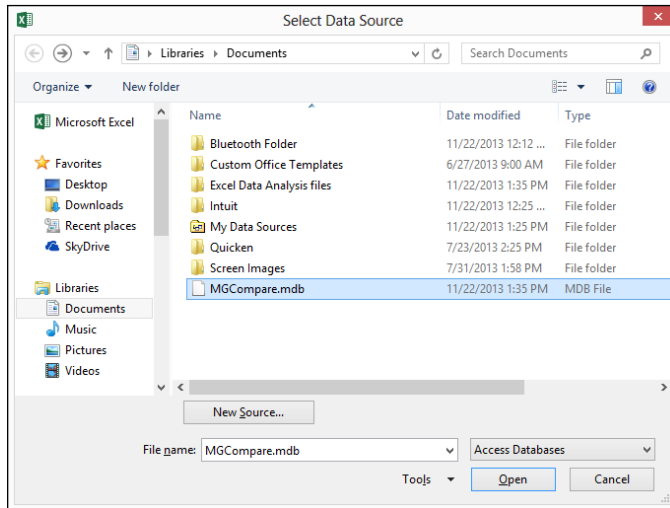 Select Data Source
Libraries Documents
Search Documents
Organize New folder
Name Date modified Type
Microsoft Excel
Favorites
Desktop
Downloads
Recent places
SkyDrive
Libraries
Documents
Music
Pictures
Videos
Bluetooth Folder 11/22/2013 12:12 ... File folder
Custom Office Templates 6/27/2013 9:00 AM File folder
Excel Data Analysis files 11/22/2013 1:35 PM File folder
Intuit 11/22/2013 12:25 ... File folder
My Data Sources 11/22/2013 1:25 PM File folder
Quicken 7/23/2013 2:25 PM File folder
Screen Images 7/31/2013 1:58 PM File folder
MGCompare.mdb 11/22/2013 1:35 PM MDB File
New Source...
File name: MGCompare.mdb Access Databases
Tools Open Cancel